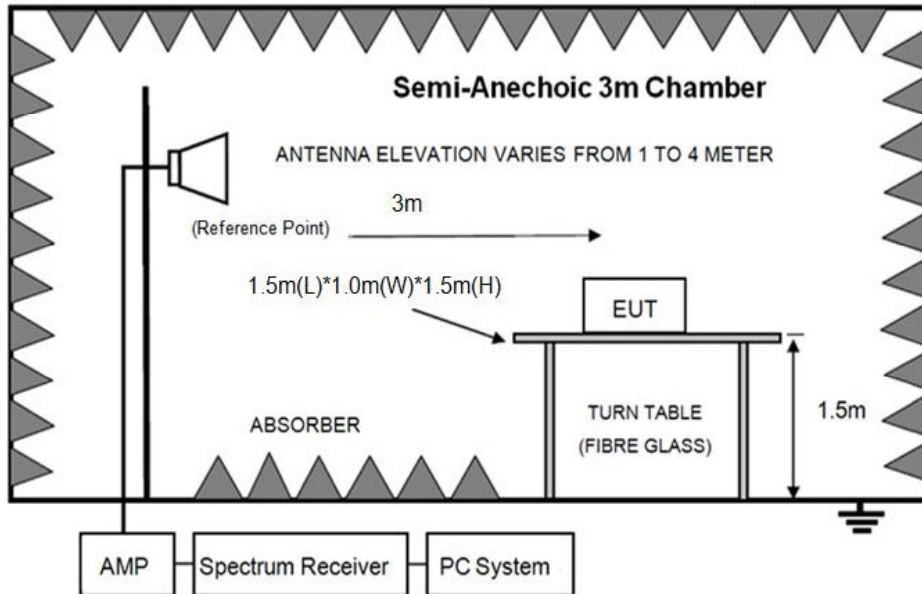 Semi-Anechoic 3m Chamber
ANTENNA ELEVATION VARIES FROM 1 TO 4 METER
3m
(Reference Point)
1.5m(L)*1.0m(W)*1.5m(H)
EUT
1.5m
ABSORBER
TURN TABLE
(FIBRE GLASS)
AMP
Spectrum Receiver
PC System